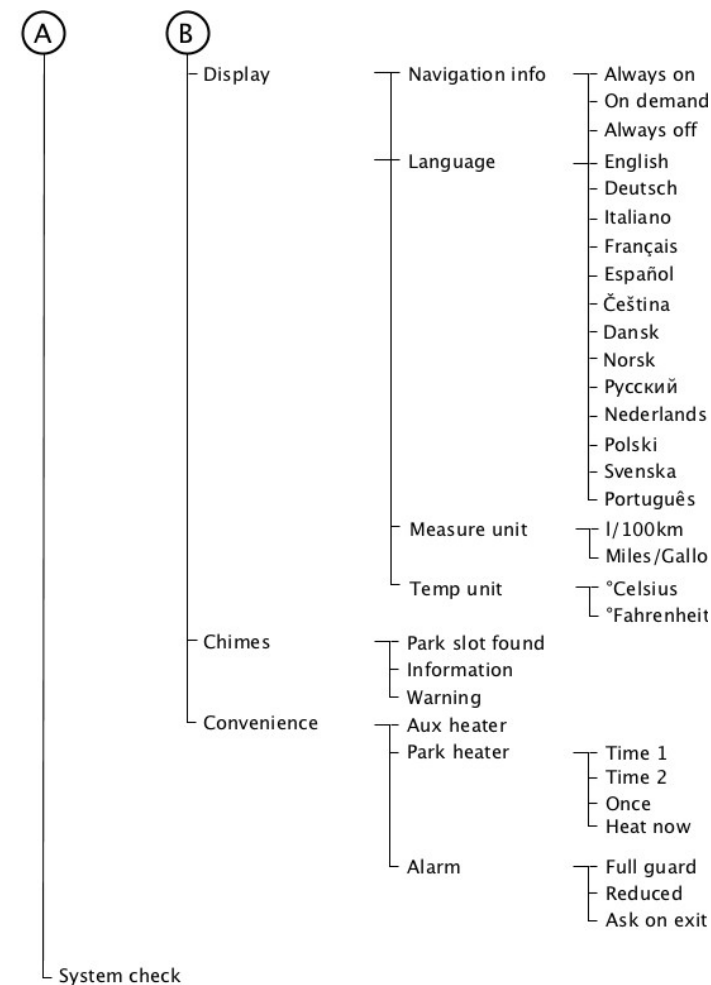 A B
Display Navigation info Always on
On demand
Always off
Language English
Deutsch
Italiano
Français
Español
Čeština
Dansk
Norsk
Русский
Nederlands
Polski
Svenska
Português
Measure unit l/100km
Miles/Gallo
Temp unit °Celsius
°Fahrenheit
Chimes Park slot found
Information
Warning
Convenience Aux heater
Park heater Time 1
Time 2
Once
Heat now
Alarm Full guard
Reduced
Ask on exit
System check